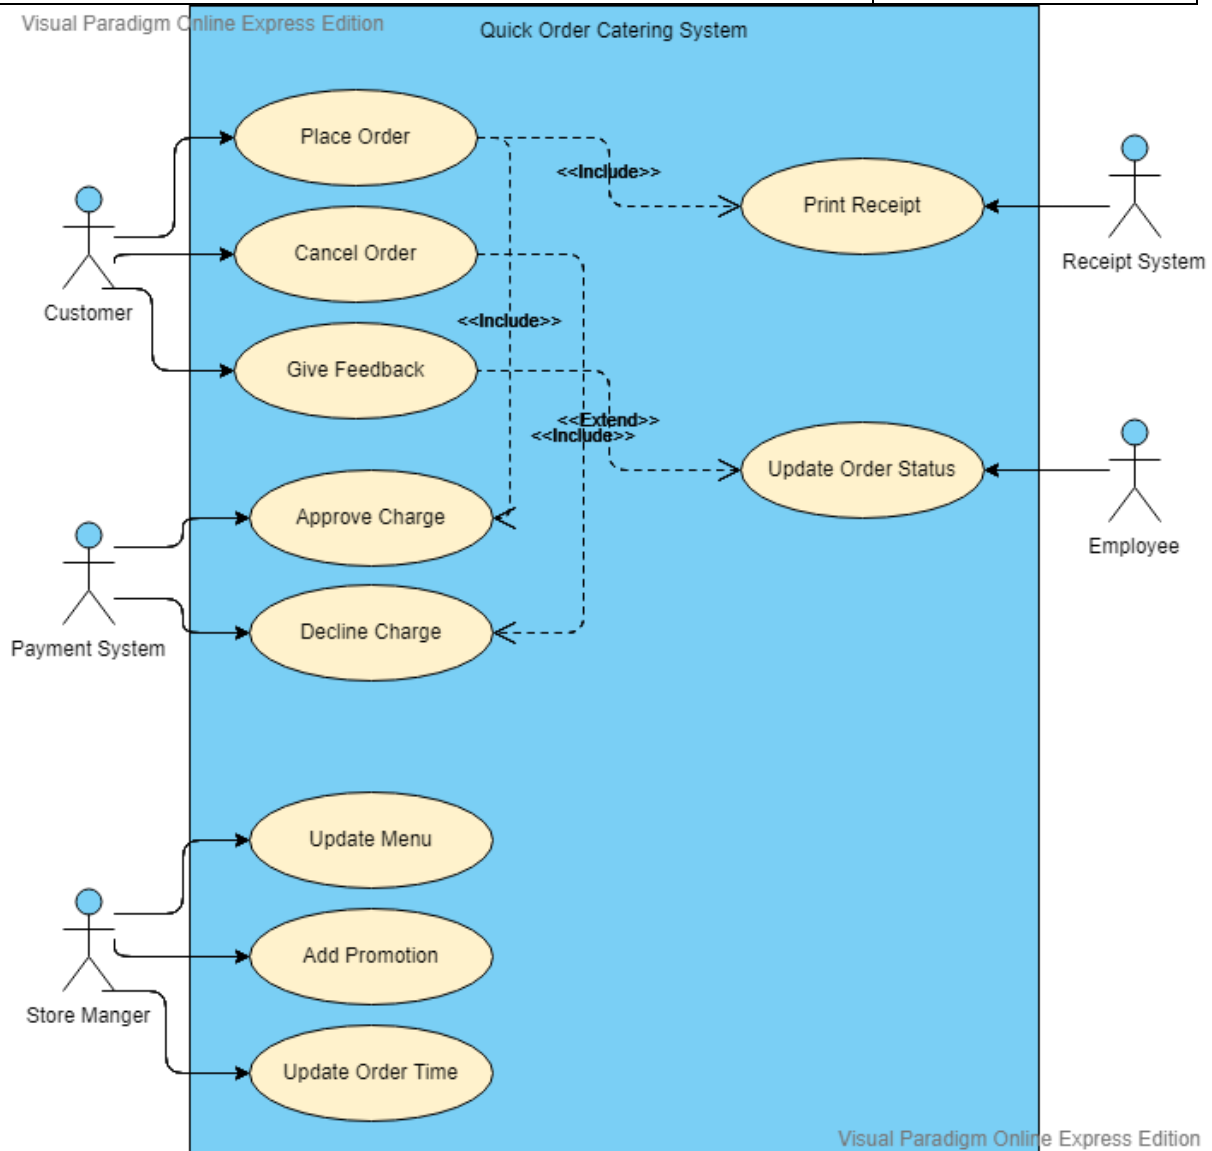 Visual Paradigm Online Express Edition
Quick Order Catering System
Place Order
<<Include>>
Print Receipt
Receipt System
Cancel Order
Customer
<<Include>>
Give Feedback
<<Extend>>
<<Include>>
Update Order Status
Employee
Approve Charge
Decline Charge
Payment System
Update Menu
Add Promotion
Store Manger
Update Order Time
Visual Paradigm Online Express Edition